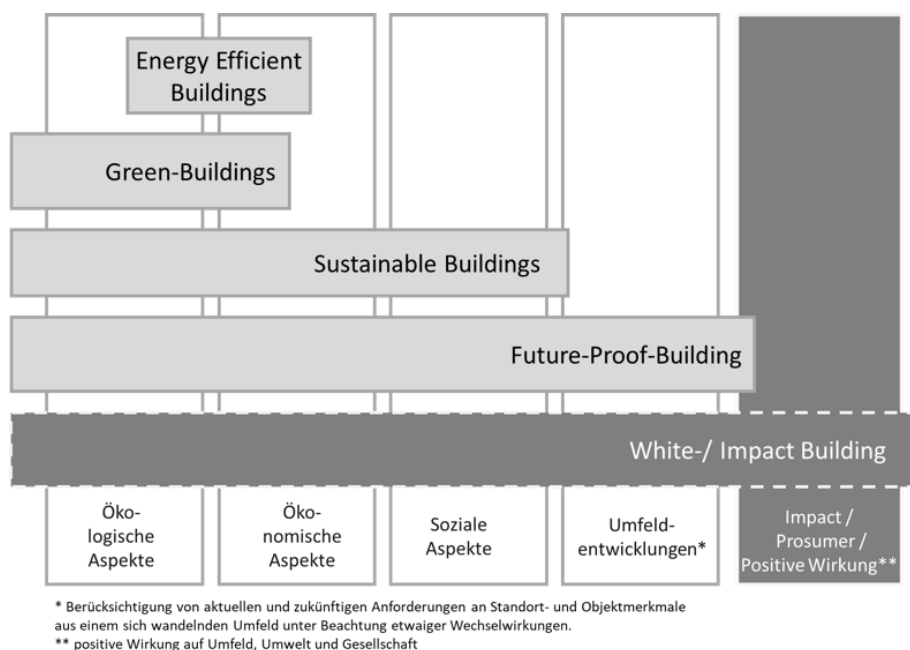 Energy Efficient
Buildings
Green-Buildings
Sustainable Buildings
Future-Proof-Building
White-/ Impact Building
Öko-
logische
Aspekte
Öko-
nomische
Aspekte
Soziale
Aspekte
Umfeld-
entwicklungen*
Impact /
Prosumer /
Positive Wirkung**
* Berücksichtigung von aktuellen und zukünftigen Anforderungen an Standort- und Objektmerkmale
aus einem sich wandelnden Umfeld unter Beachtung etwaiger Wechselwirkungen.
** positive Wirkung auf Umfeld, Umwelt und Gesellschaft